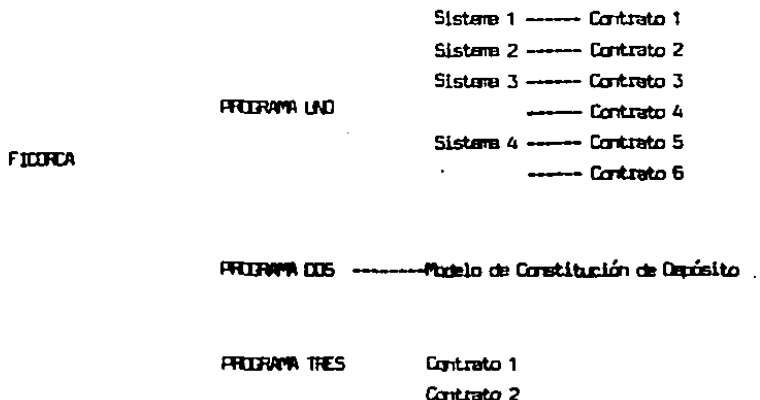 Sistema 1 ------ Contrato 1
Sistema 2 ------ Contrato 2
Sistema 3 ------ Contrato 3
PROGRAMA UNO
------ Contrato 4
Sistema 4 ------ Contrato 5
FICORCA
------ Contrato 6
PROGRAMA DOS --------Modelo de Constitución de Depósito
PROGRAMA TRES Contrato 1
Contrato 2